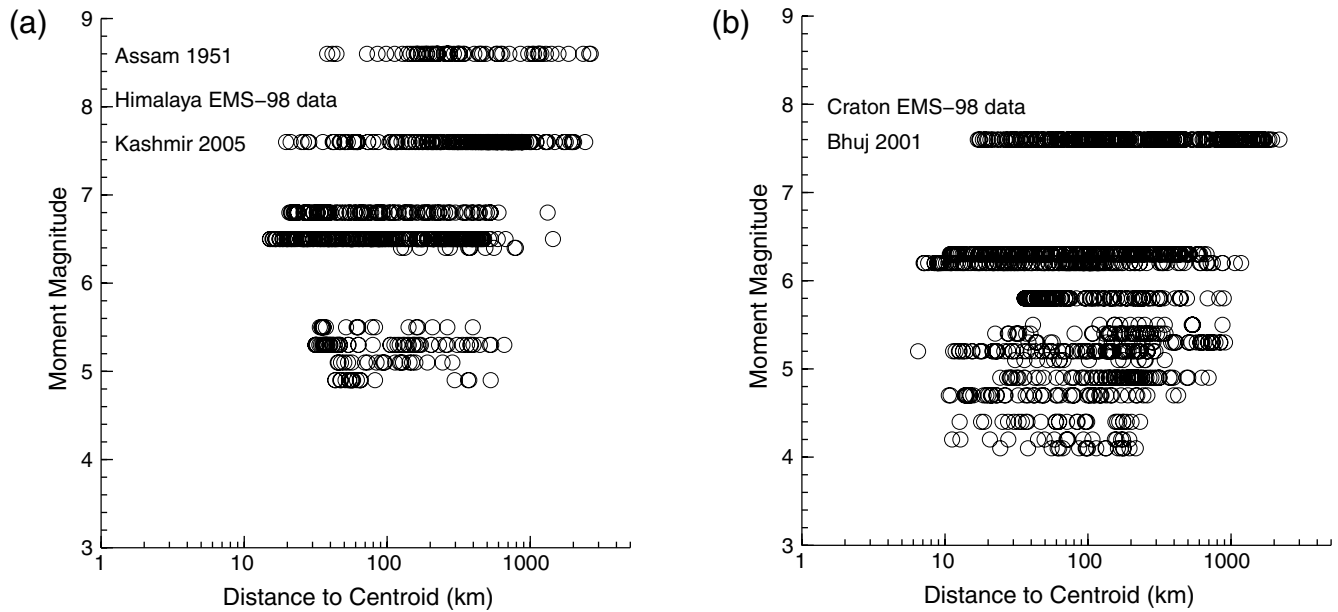 (a)
9
8
7
6
5
4
3
Moment Magnitude
Assam 1951
Himalaya EMS−98 data
Kashmir 2005
1
10
100
1000
Distance to Centroid (km)
(b)
9
8
7
6
5
4
3
Moment Magnitude
Craton EMS−98 data
Bhuj 2001
1
10
100
1000
Distance to Centroid (km)